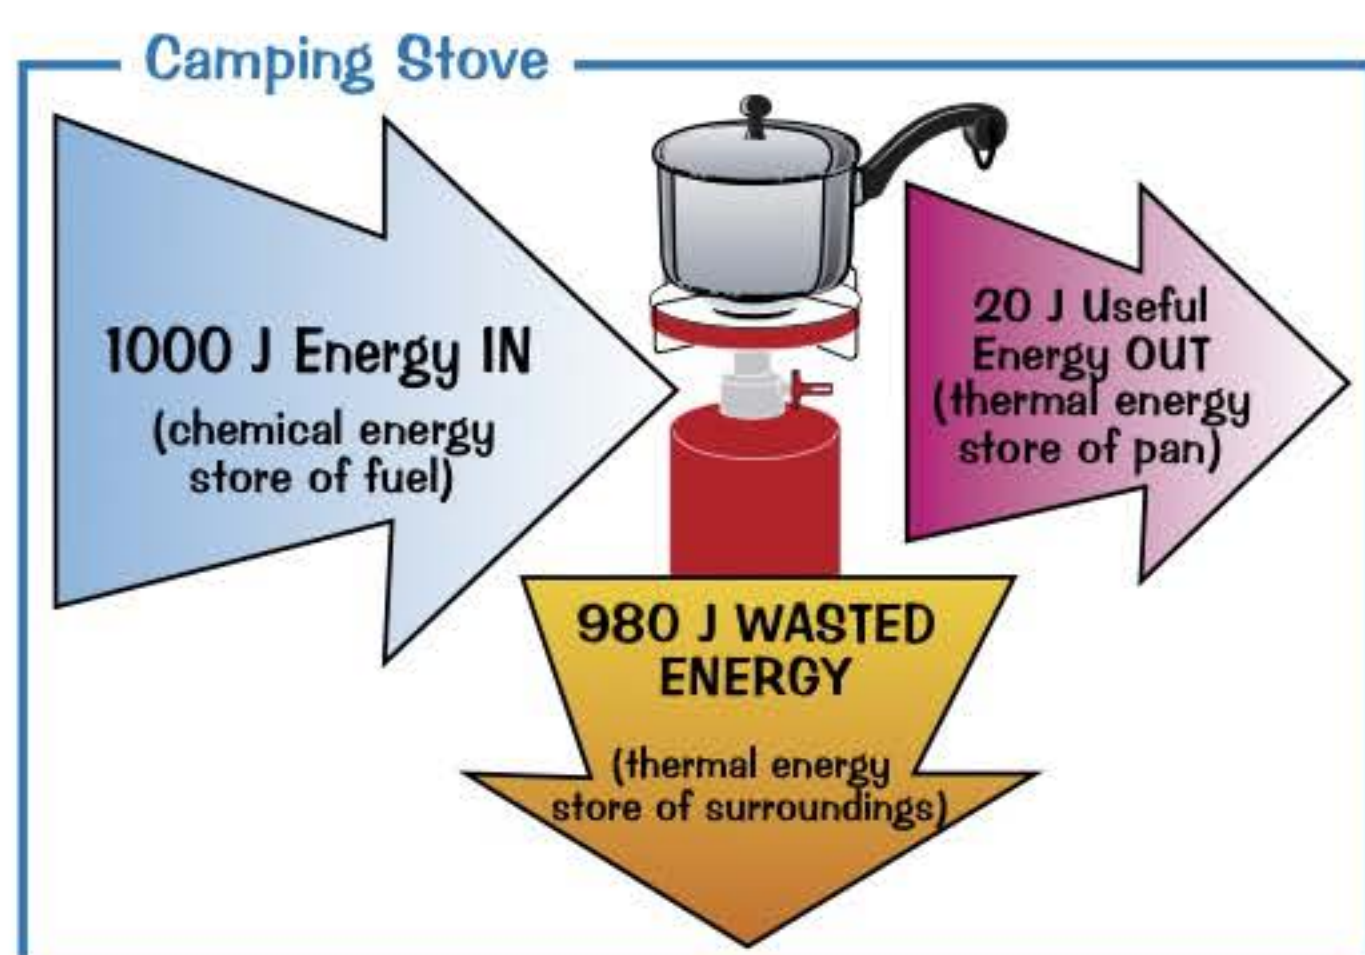 Camping Stove
1000 J Energy IN
(chemical energy
store of fuel)
20 J Useful
Energy OUT
(thermal energy
store of pan)
980 J WASTED
ENERGY
(thermal energy
store of surroundings)